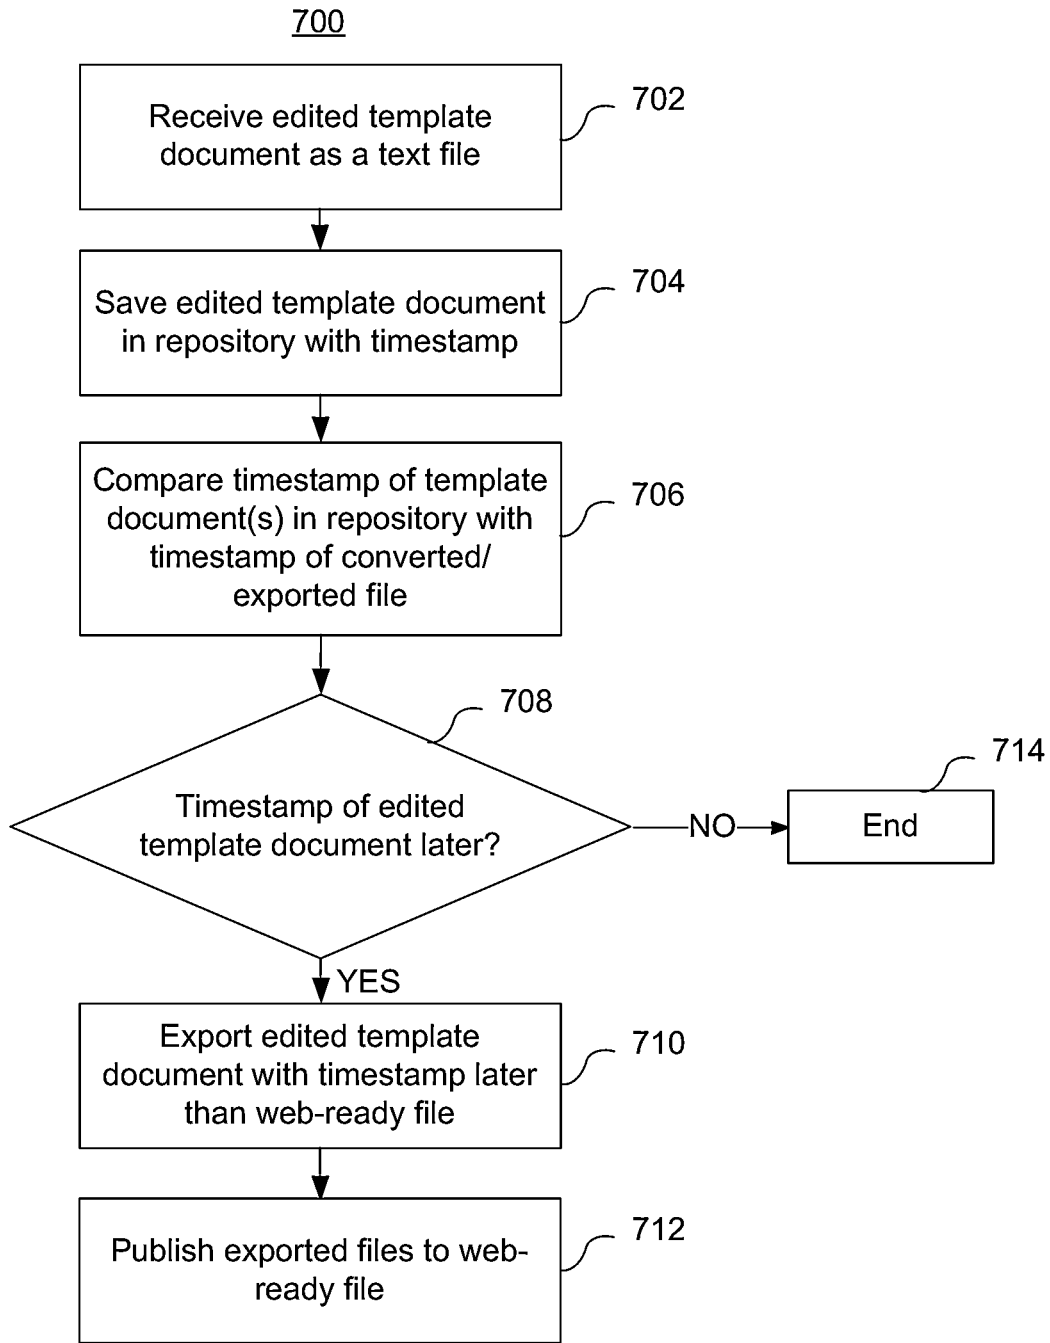 700
Receive edited template
document as a text file
702
Save edited template document
in repository with timestamp
704
Compare timestamp of template
document(s) in repository with
timestamp of converted/
exported file
706
708
Timestamp of edited
template document later?
NO
714
End
YES
Export edited template
document with timestamp later
than web-ready file
710
Publish exported files to web-
ready file
712